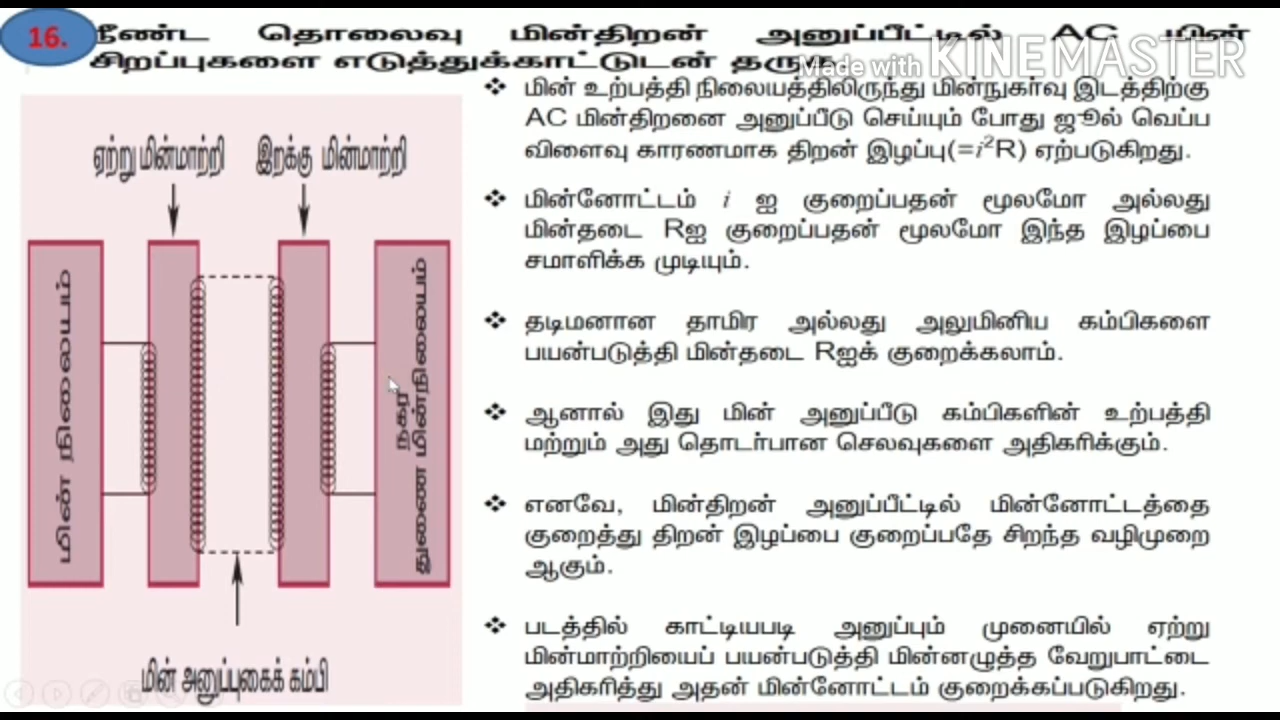 16. நீண்ட தொலைவு மின்திறன் அனுப்பீட்டில் AC யின்
சிறப்புகளை எடுத்துக்காட்டுடன் தருக
Made with KINEMASTER
ஏற்று மின்மாற்றி இறக்கு மின்மாற்றி
மின் நிலையம்
நகர
துணை மின்நிலையம்
மின் அனுப்புகைக் கம்பி
❖ மின் உற்பத்தி நிலையத்திலிருந்து மின்நுகர்வு இடத்திற்கு
AC மின்திறனை அனுப்பீடு செய்யும் போது ஜூல் வெப்ப
விளைவு காரணமாக திறன் இழப்பு(=i²R) ஏற்படுகிறது.
❖ மின்னோட்டம் i ஐ குறைப்பதன் மூலமோ அல்லது
மின்தடை Rஐ குறைப்பதன் மூலமோ இந்த இழப்பை
சமாளிக்க முடியும்.
❖ தடிமனான தாமிர அல்லது அலுமினிய கம்பிகளை
பயன்படுத்தி மின்தடை Rஐக் குறைக்கலாம்.
❖ ஆனால் இது மின் அனுப்பீடு கம்பிகளின் உற்பத்தி
மற்றும் அது தொடர்பான செலவுகளை அதிகரிக்கும்.
❖ எனவே, மின்திறன் அனுப்பீட்டில் மின்னோட்டத்தை
குறைத்து திறன் இழப்பை குறைப்பதே சிறந்த வழிமுறை
ஆகும்.
❖ படத்தில் காட்டியபடி அனுப்பும் முனையில் ஏற்று
மின்மாற்றியைப் பயன்படுத்தி மின்னழுத்த வேறுபாட்டை
அதிகரித்து அதன் மின்னோட்டம் குறைக்கப்படுகிறது.